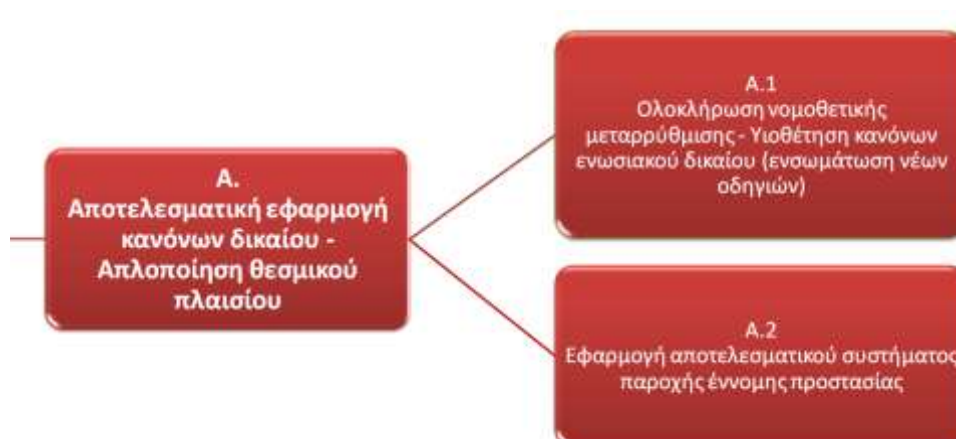 Α.
Αποτελεσματική εφαρμογή
κανόνων δικαίου -
Απλοποίηση θεσμικού
πλαισίου
Α.1
Ολοκλήρωση νομοθετικής
μεταρρύθμισης - Υιοθέτηση κανόνων
ενωσιακού δικαίου (ενσωμάτωση νέων
οδηγιών)
Α.2
Εφαρμογή αποτελεσματικού συστήματος
παροχής έννομης προστασίας